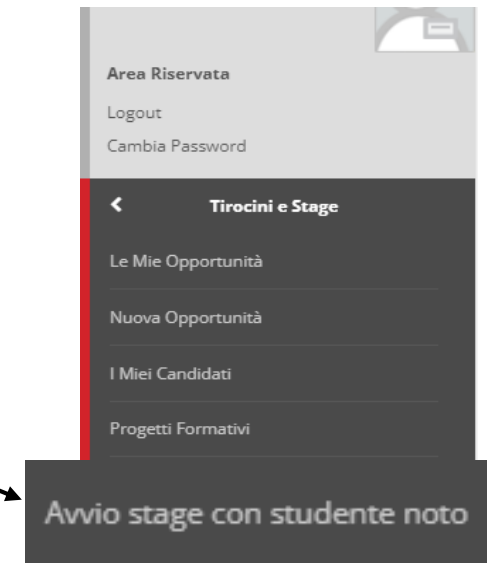 Area Riservata
Logout
Cambia Password
Tirocini e Stage
Le Mie Opportunità
Nuova Opportunità
I Miei Candidati
Progetti Formativi
Avvio stage con studente noto